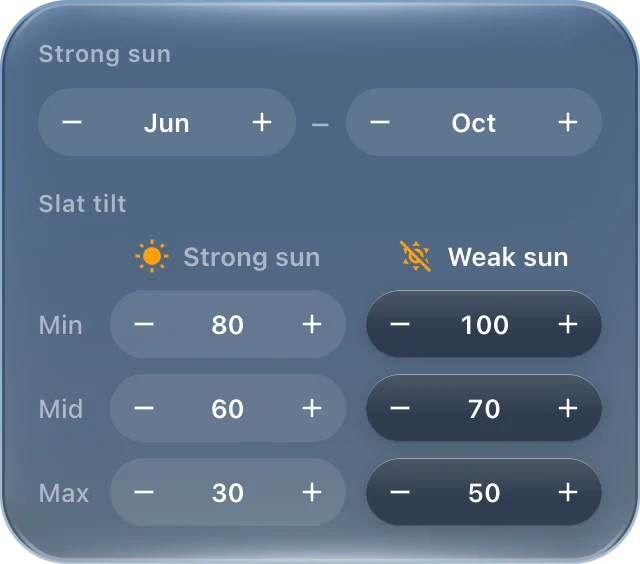 Strong sun
− Jun + – − Oct +
Slat tilt
Strong sun Weak sun
Min − 80 + − 100 +
Mid − 60 + − 70 +
Max − 30 + − 50 +